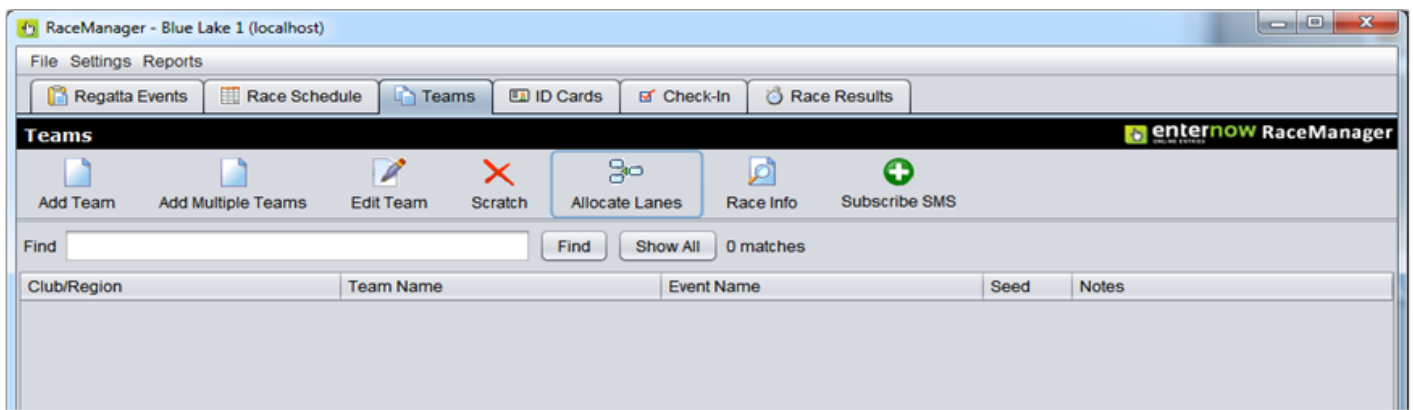 RaceManager - Blue Lake 1 (localhost)
File Settings Reports
Regatta Events Race Schedule Teams ID Cards Check-In Race Results
Teams enternow RaceManager
ONLINE ENTRIES
Add Team Add Multiple Teams Edit Team Scratch Allocate Lanes Race Info Subscribe SMS
Find Find Show All 0 matches
Club/Region Team Name Event Name Seed Notes